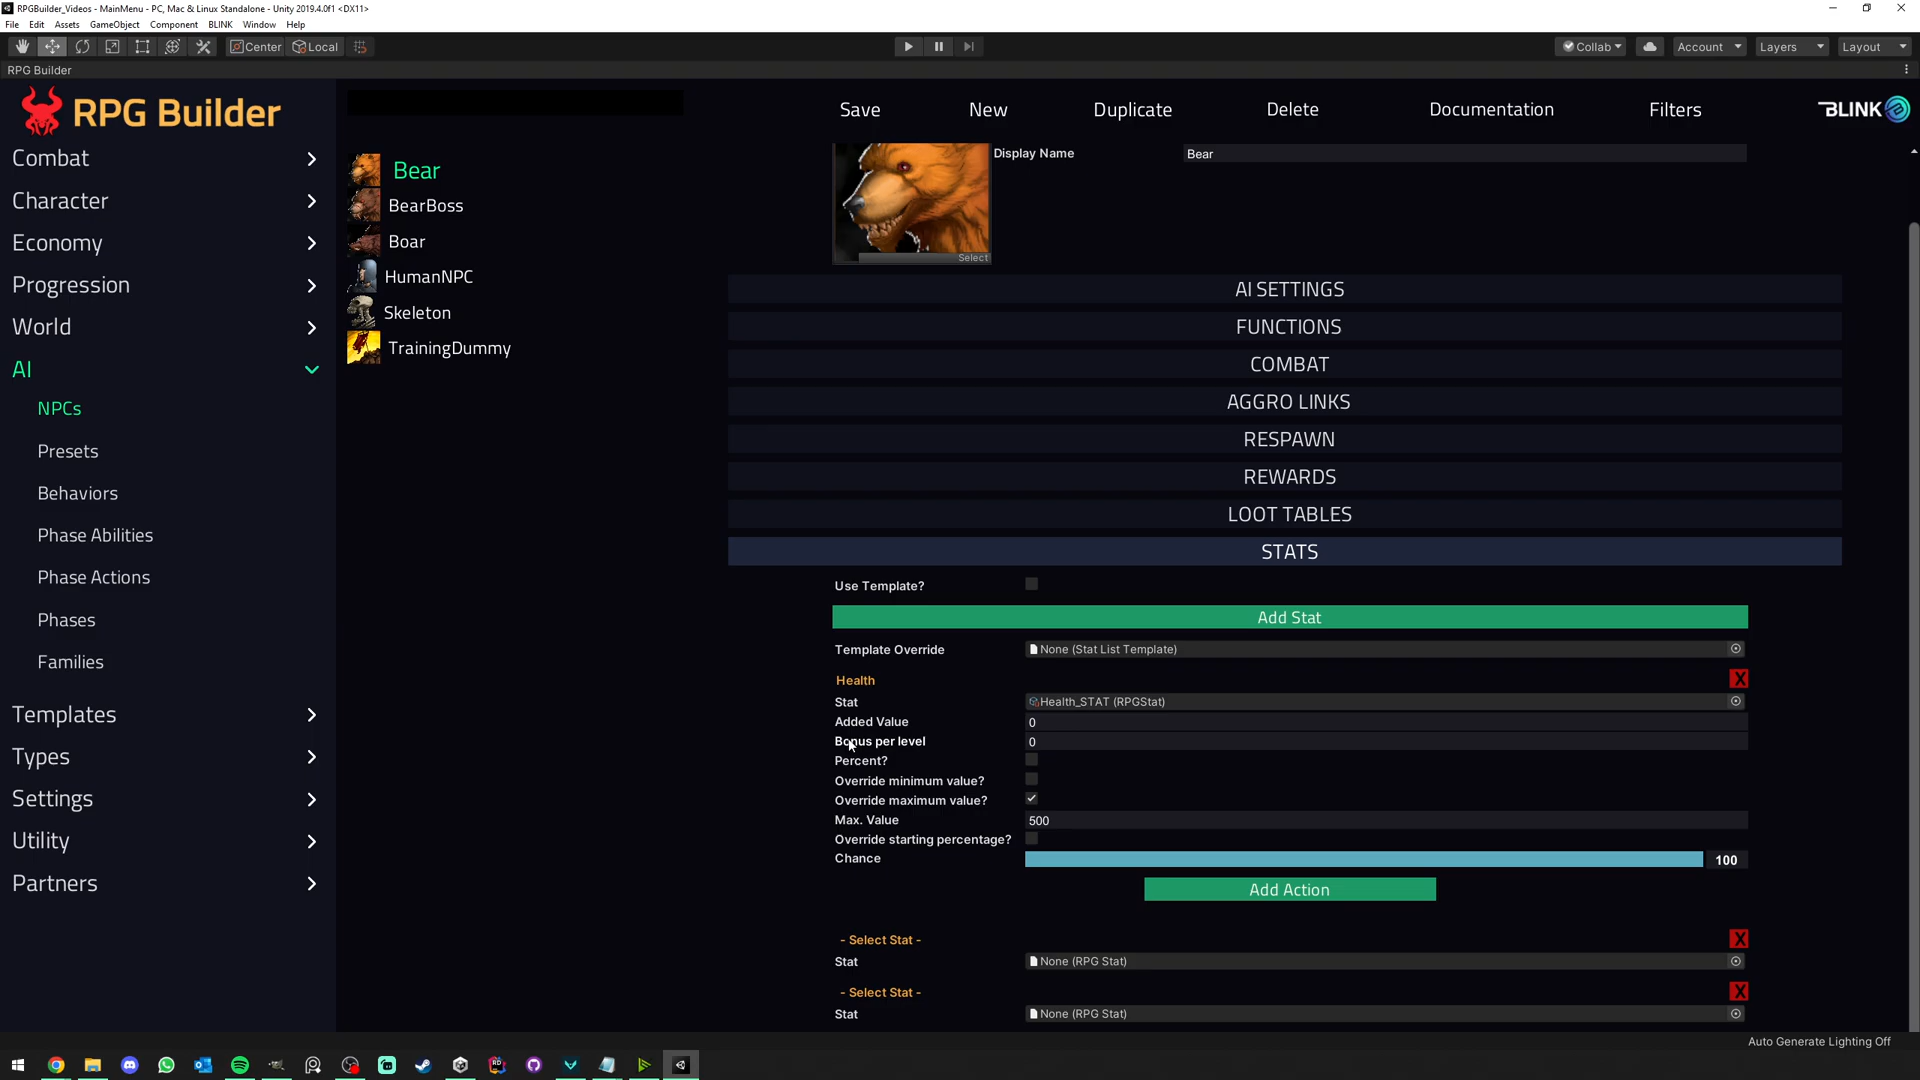 RPGBuilder_Videos - MainMenu - PC, Mac & Linux Standalone - Unity 2019.4.0f1 <DX11>
File Edit Assets GameObject Component BLINK Window Help
Center Local Collab Account Layers Layout
RPG Builder
RPG Builder
Save New Duplicate Delete Documentation Filters BLINK
Combat
Character
Economy
Progression
World
AI
NPCs
Presets
Behaviors
Phase Abilities
Phase Actions
Phases
Families
Templates
Types
Settings
Utility
Partners
Bear
BearBoss
Boar
HumanNPC
Skeleton
TrainingDummy
Display Name Bear
Select
AI SETTINGS
FUNCTIONS
COMBAT
AGGRO LINKS
RESPAWN
REWARDS
LOOT TABLES
STATS
Use Template?
Add Stat
Template Override None (Stat List Template)
Health X
Stat Health_STAT (RPGStat)
Added Value 0
Bonus per level 0
Percent?
Override minimum value?
Override maximum value?
Max. Value 500
Override starting percentage?
Chance 100
Add Action
- Select Stat - X
Stat None (RPG Stat)
- Select Stat - X
Stat None (RPG Stat)
Auto Generate Lighting Off